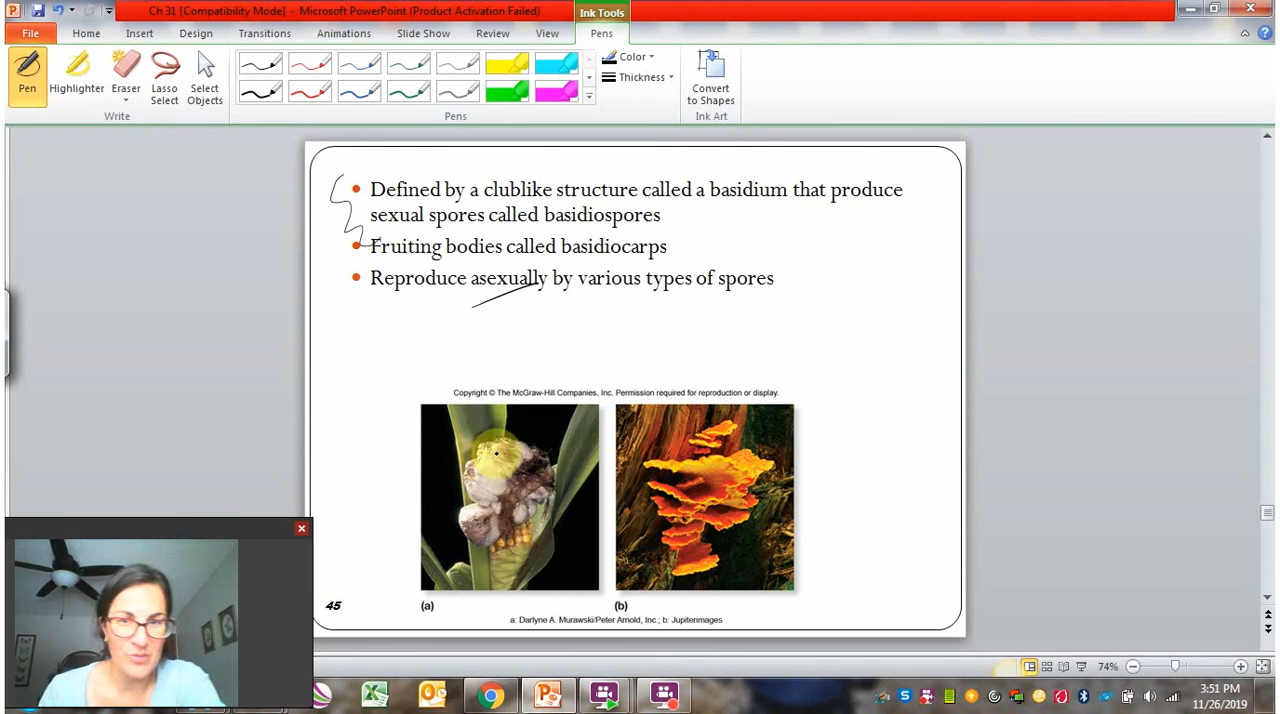 Ch 31 [Compatibility Mode] - Microsoft PowerPoint (Product Activation Failed)
Ink Tools
File Home Insert Design Transitions Animations Slide Show Review View Pens
Pen Highlighter Eraser Lasso Select Select Objects
Color
Thickness
Convert to Shapes
Write Pens Ink Art
• Defined by a clublike structure called a basidium that produce
sexual spores called basidiospores
• Fruiting bodies called basidiocarps
• Reproduce asexually by various types of spores
Copyright © The McGraw-Hill Companies, Inc. Permission required for reproduction or display.
45
(a) (b)
a: Darlyne A. Murawski/Peter Arnold, Inc.; b: Jupiterimages
74%
3:51 PM
11/26/2019